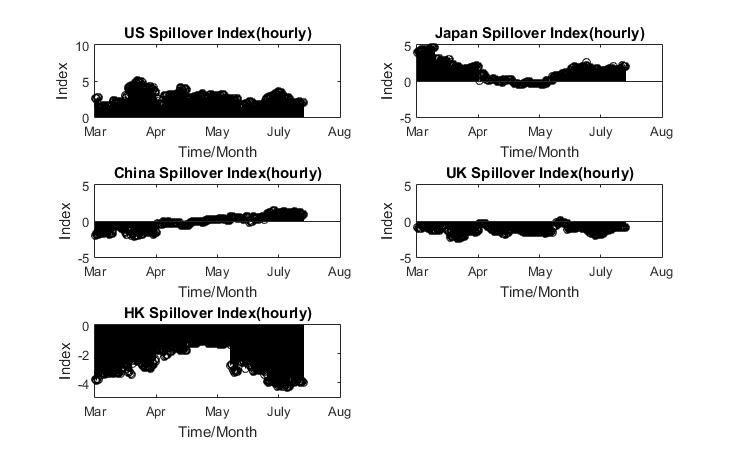 US Spillover Index(hourly)
10
5
0
Index
Mar Apr May July Aug
Time/Month
Japan Spillover Index(hourly)
5
0
-5
Index
Mar Apr May July Aug
Time/Month
China Spillover Index(hourly)
5
0
-5
Index
Mar Apr May July Aug
Time/Month
UK Spillover Index(hourly)
5
0
-5
Index
Mar Apr May July Aug
Time/Month
HK Spillover Index(hourly)
0
-2
-4
Index
Mar Apr May July Aug
Time/Month